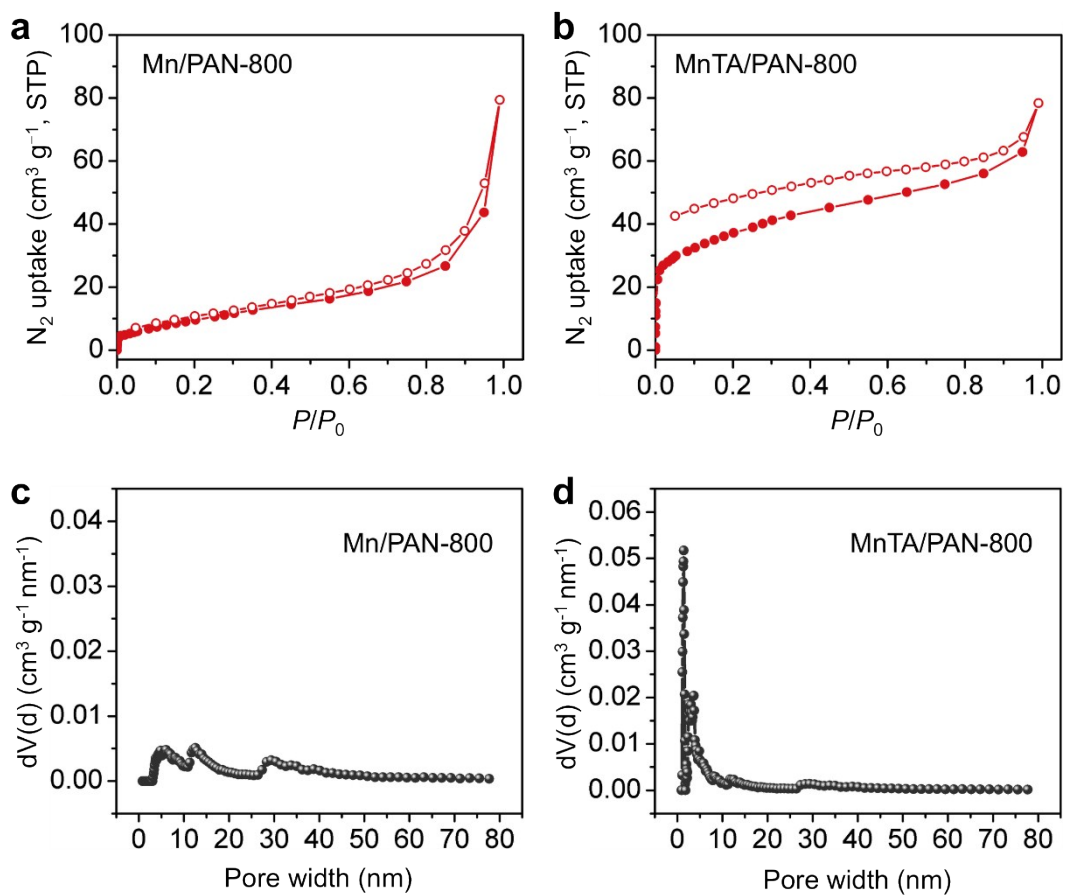 a
Mn/PAN-800
N₂ uptake (cm³ g⁻¹, STP)
100
80
60
40
20
0
0.0 0.2 0.4 0.6 0.8 1.0
P/P₀
b
MnTA/PAN-800
N₂ uptake (cm³ g⁻¹, STP)
100
80
60
40
20
0
0.0 0.2 0.4 0.6 0.8 1.0
P/P₀
c
Mn/PAN-800
dV(d) (cm³ g⁻¹ nm⁻¹)
0.04
0.03
0.02
0.01
0.00
0 10 20 30 40 50 60 70 80
Pore width (nm)
d
MnTA/PAN-800
dV(d) (cm³ g⁻¹ nm⁻¹)
0.06
0.05
0.04
0.03
0.02
0.01
0.00
0 10 20 30 40 50 60 70 80
Pore width (nm)